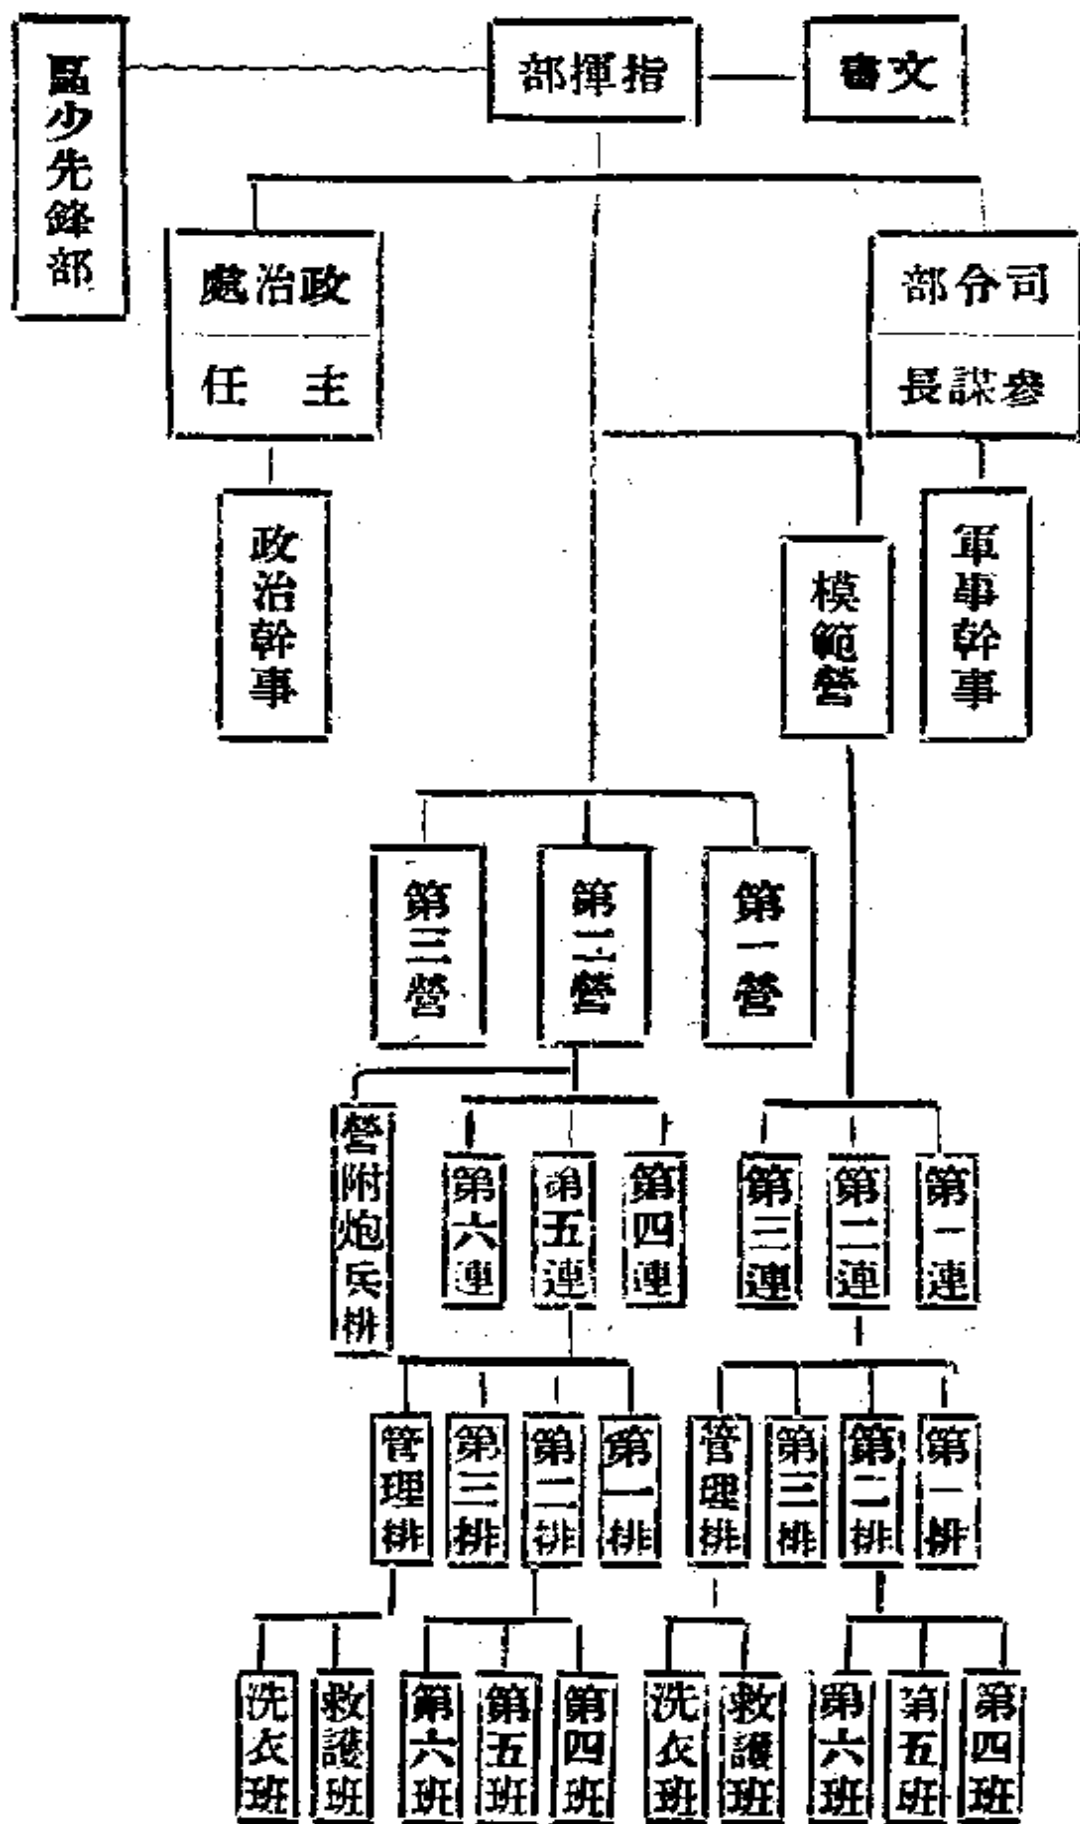 區少先鋒部
指揮部
文書
司令部
參謀長
政治處
主任
軍事幹事
模範營
政治幹事
第一營
第二營
第三營
第一連
第二連
第三連
第四連
第五連
第六連
營附炮兵排
第一排
第二排
第三排
管理排
第一排
第二排
第三排
管理排
第四班
第五班
第六班
救護班
洗衣班
第四班
第五班
第六班
救護班
洗衣班